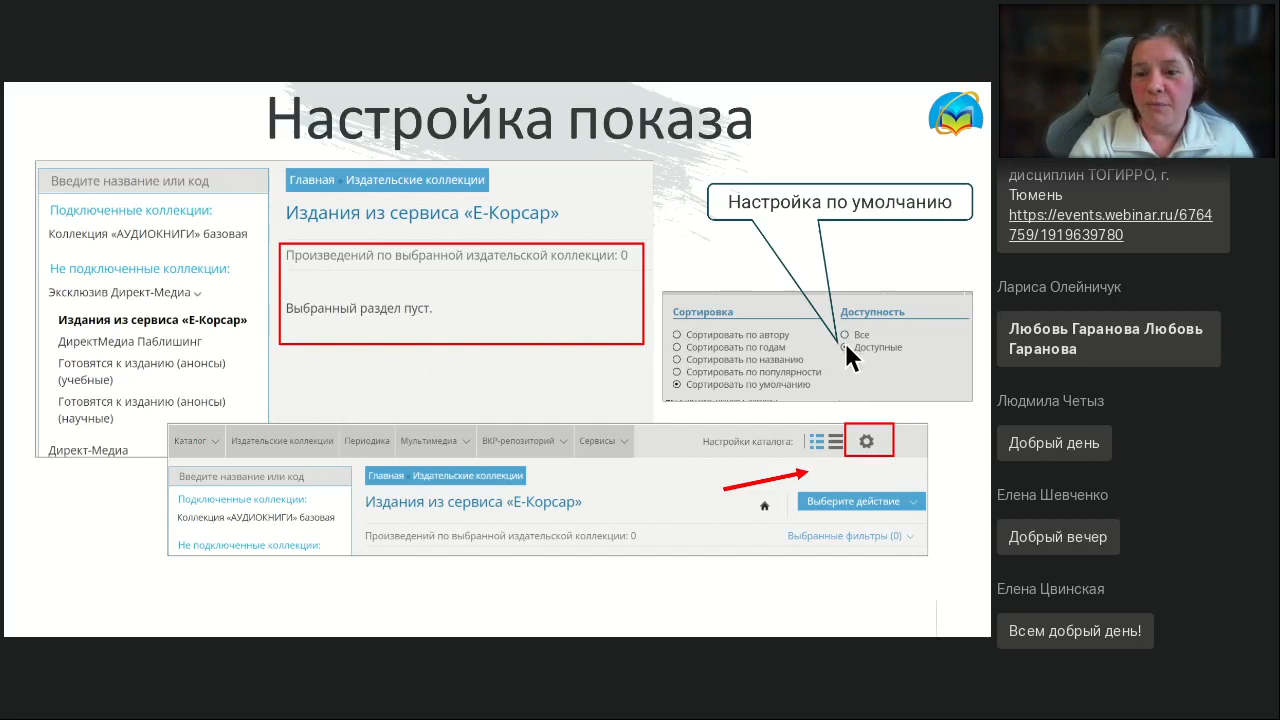 Настройка показа
Введите название или код
Подключенные коллекции:
Коллекция «АУДИОКНИГИ» базовая
Не подключенные коллекции:
Эксклюзив Директ-Медиа
Издания из сервиса «Е-Корсар»
ДиректМедиа Паблишинг
Готовятся к изданию (анонсы)
(учебные)
Готовятся к изданию (анонсы)
(научные)
Директ-Медиа
Главная » Издательские коллекции
Издания из сервиса «Е-Корсар»
Произведений по выбранной издательской коллекции: 0
Выбранный раздел пуст.
Настройка по умолчанию
Сортировка
Сортировать по автору
Сортировать по годам
Сортировать по названию
Сортировать по популярности
Сортировать по умолчанию
Доступность
Все
Доступные
Каталог Издательские коллекции Периодика Мультимедиа ВКР-репозиторий Сервисы Настройки каталога:
Введите название или код
Подключенные коллекции:
Коллекция «АУДИОКНИГИ» базовая
Не подключенные коллекции:
Главная Издательские коллекции
Издания из сервиса «Е-Корсар»
Выберите действие
Произведений по выбранной издательской коллекции: 0
Выбранные фильтры (0)
дисциплин ТОГИРРО, г.
Тюмень
https://events.webinar.ru/6764
759/1919639780
Лариса Олейничук
Любовь Гаранова Любовь
Гаранова
Людмила Четыз
Добрый день
Елена Шевченко
Добрый вечер
Елена Цвинская
Всем добрый день!